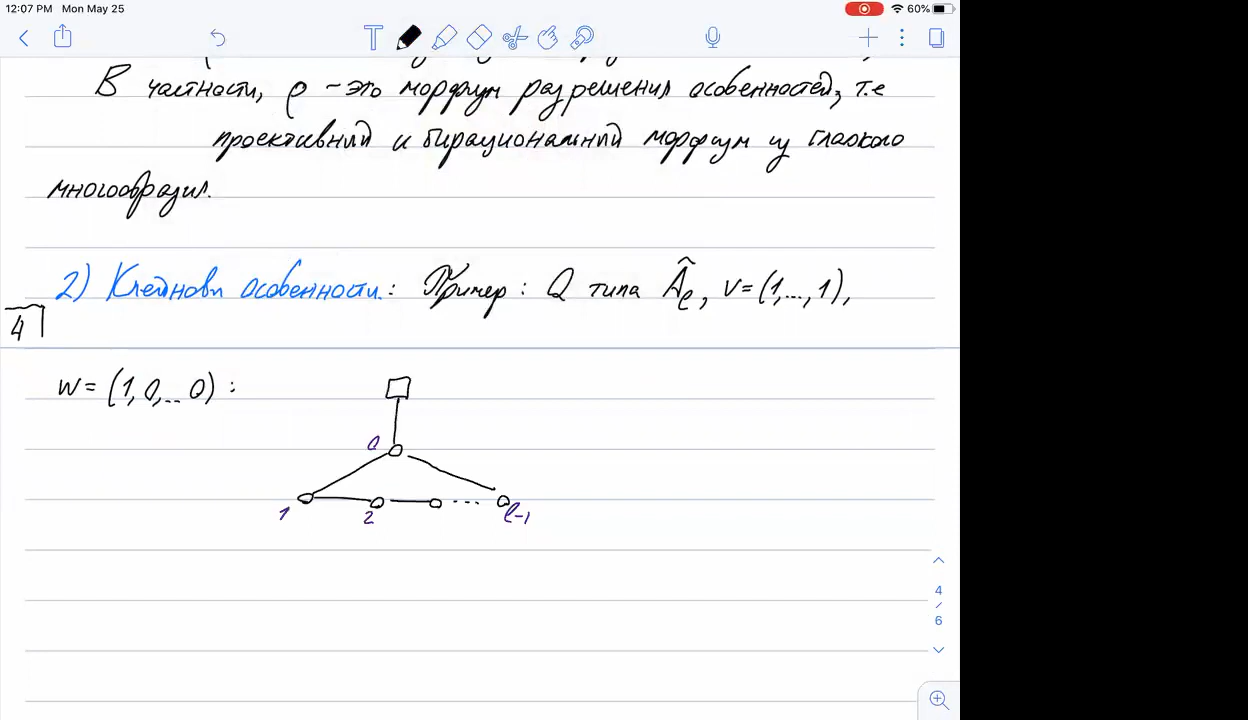 12:07 PM Mon May 25
60%
В частности, ρ - это морфизм разрешения особенностей, т.е
проективный и бирациональный морфизм из гладкого
многообразия.
2) Клейновы особенности: Пример: Q типа Âₑ, v=(1,...,1),
4
w = (1, 0,... 0) :
0
1 2 ... ℓ-1
4
/
6